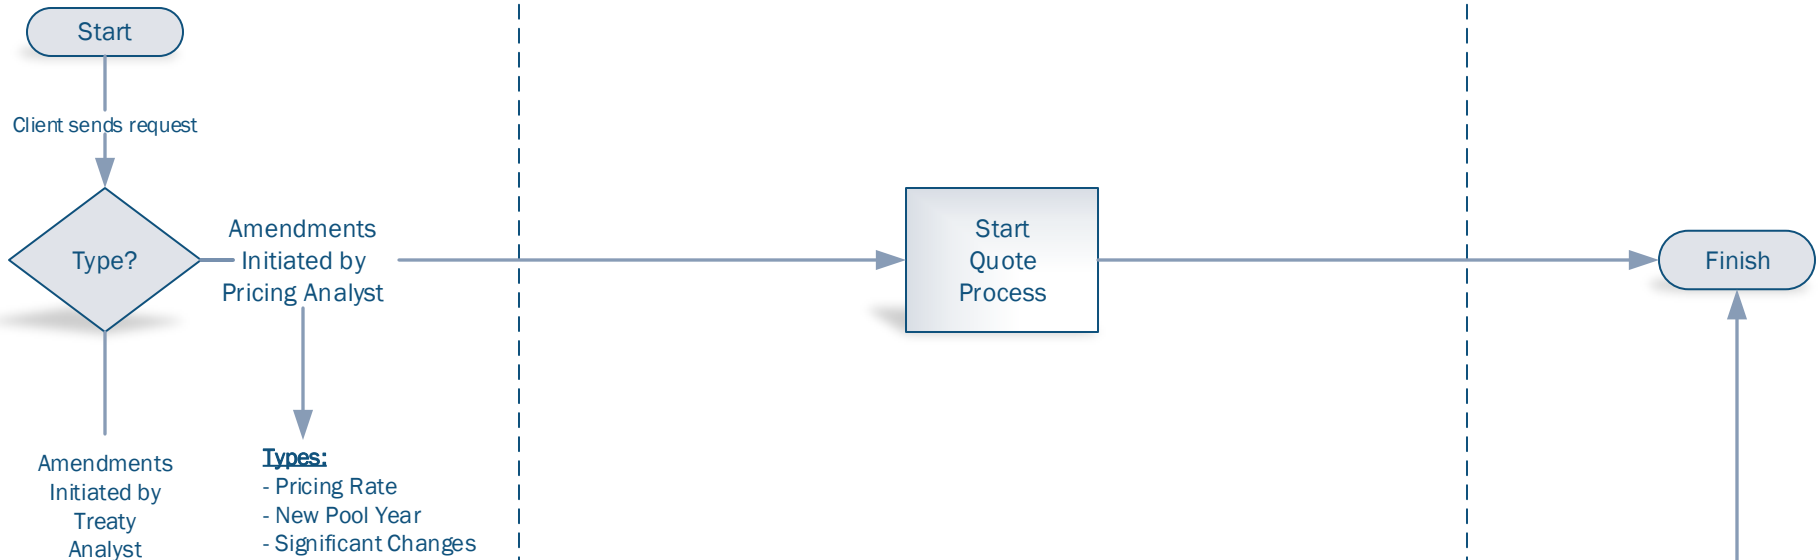 Start
Client sends request
Type?
Amendments
Initiated by
Pricing Analyst
Start
Quote
Process
Finish
Amendments
Initiated by
Treaty
Analyst
Types:
- Pricing Rate
- New Pool Year
- Significant Changes